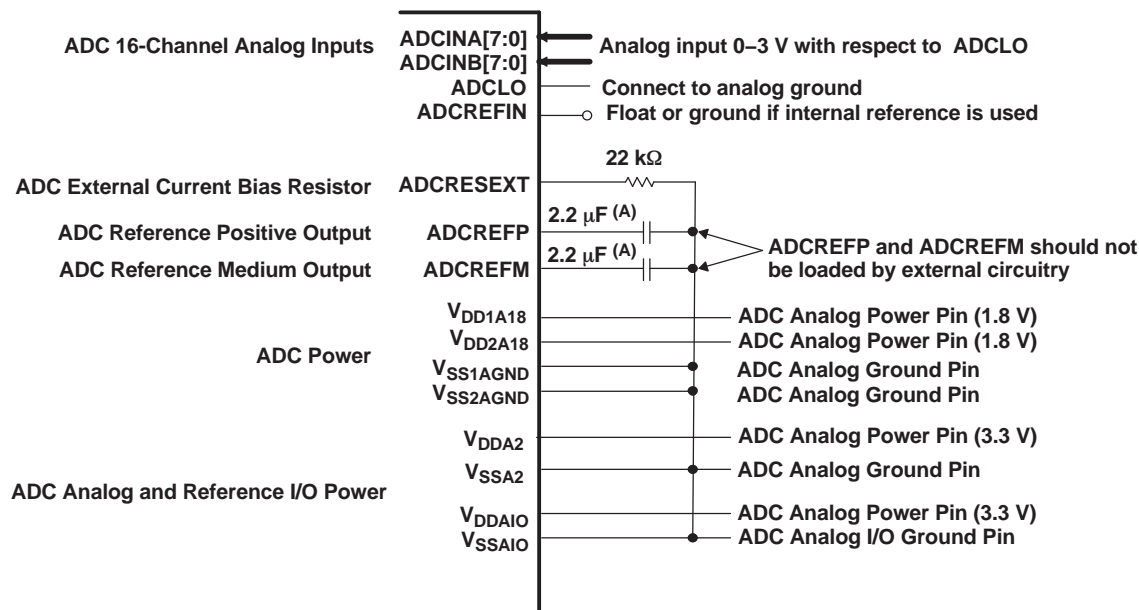 ADC 16-Channel Analog Inputs
ADCINA[7:0]
ADCINB[7:0]
Analog input 0–3 V with respect to ADCLO
ADCLO
Connect to analog ground
ADCREFIN
Float or ground if internal reference is used
22 kΩ
ADC External Current Bias Resistor
ADCRESEXT
2.2 μF (A)
ADC Reference Positive Output
ADCREFP
2.2 μF (A)
ADC Reference Medium Output
ADCREFM
ADCREFP and ADCREFM should not
be loaded by external circuitry
VDD1A18
ADC Analog Power Pin (1.8 V)
VDD2A18
ADC Analog Power Pin (1.8 V)
ADC Power
VSS1AGND
ADC Analog Ground Pin
VSS2AGND
ADC Analog Ground Pin
VDDA2
ADC Analog Power Pin (3.3 V)
VSSA2
ADC Analog Ground Pin
ADC Analog and Reference I/O Power
VDDAIO
ADC Analog Power Pin (3.3 V)
VSSAIO
ADC Analog I/O Ground Pin